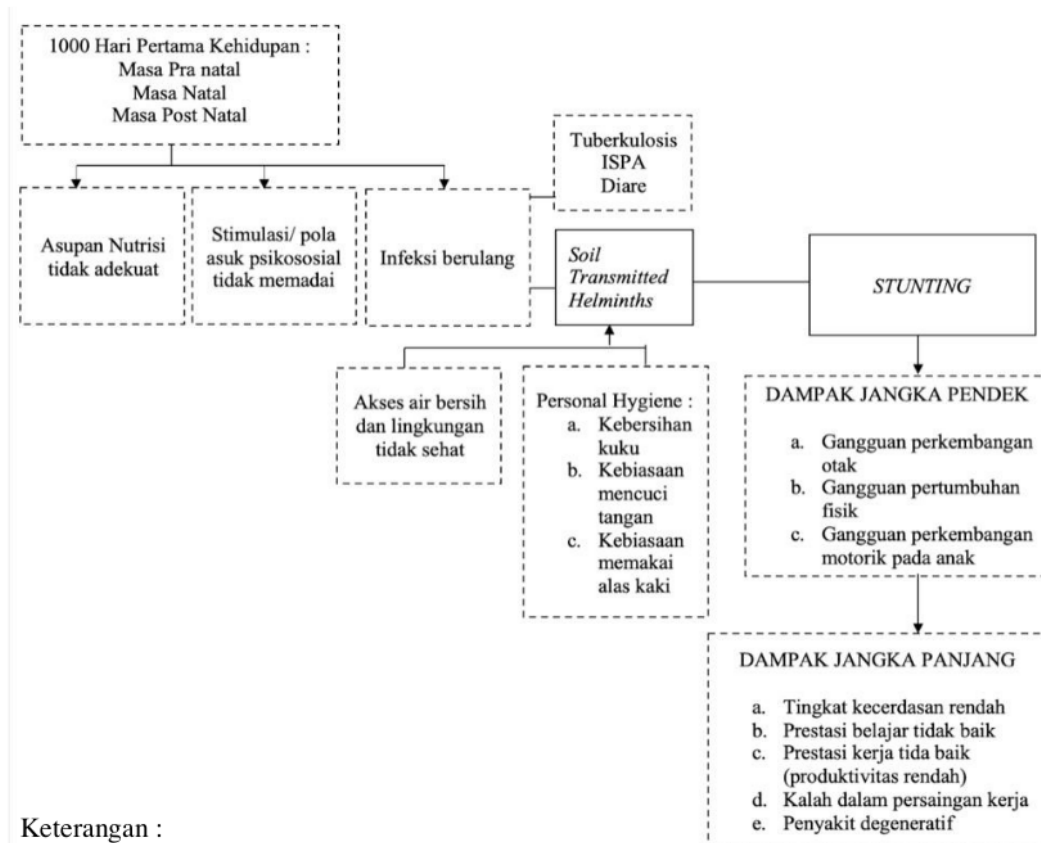 1000 Hari Pertama Kehidupan :
Masa Pra natal
Masa Natal
Masa Post Natal
Tuberkulosis
ISPA
Diare
Asupan Nutrisi
tidak adekuat
Stimulasi/ pola
asuk psikososial
tidak memadai
Infeksi berulang
Soil
Transmitted
Helminths
STUNTING
Akses air bersih
dan lingkungan
tidak sehat
Personal Hygiene :
a. Kebersihan
kuku
b. Kebiasaan
mencuci
tangan
c. Kebiasaan
memakai
alas kaki
DAMPAK JANGKA PENDEK
a. Gangguan perkembangan
otak
b. Gangguan pertumbuhan
fisik
c. Gangguan perkembangan
motorik pada anak
DAMPAK JANGKA PANJANG
a. Tingkat kecerdasan rendah
b. Prestasi belajar tidak baik
c. Prestasi kerja tida baik
(produktivitas rendah)
d. Kalah dalam persaingan kerja
e. Penyakit degeneratif
Keterangan :